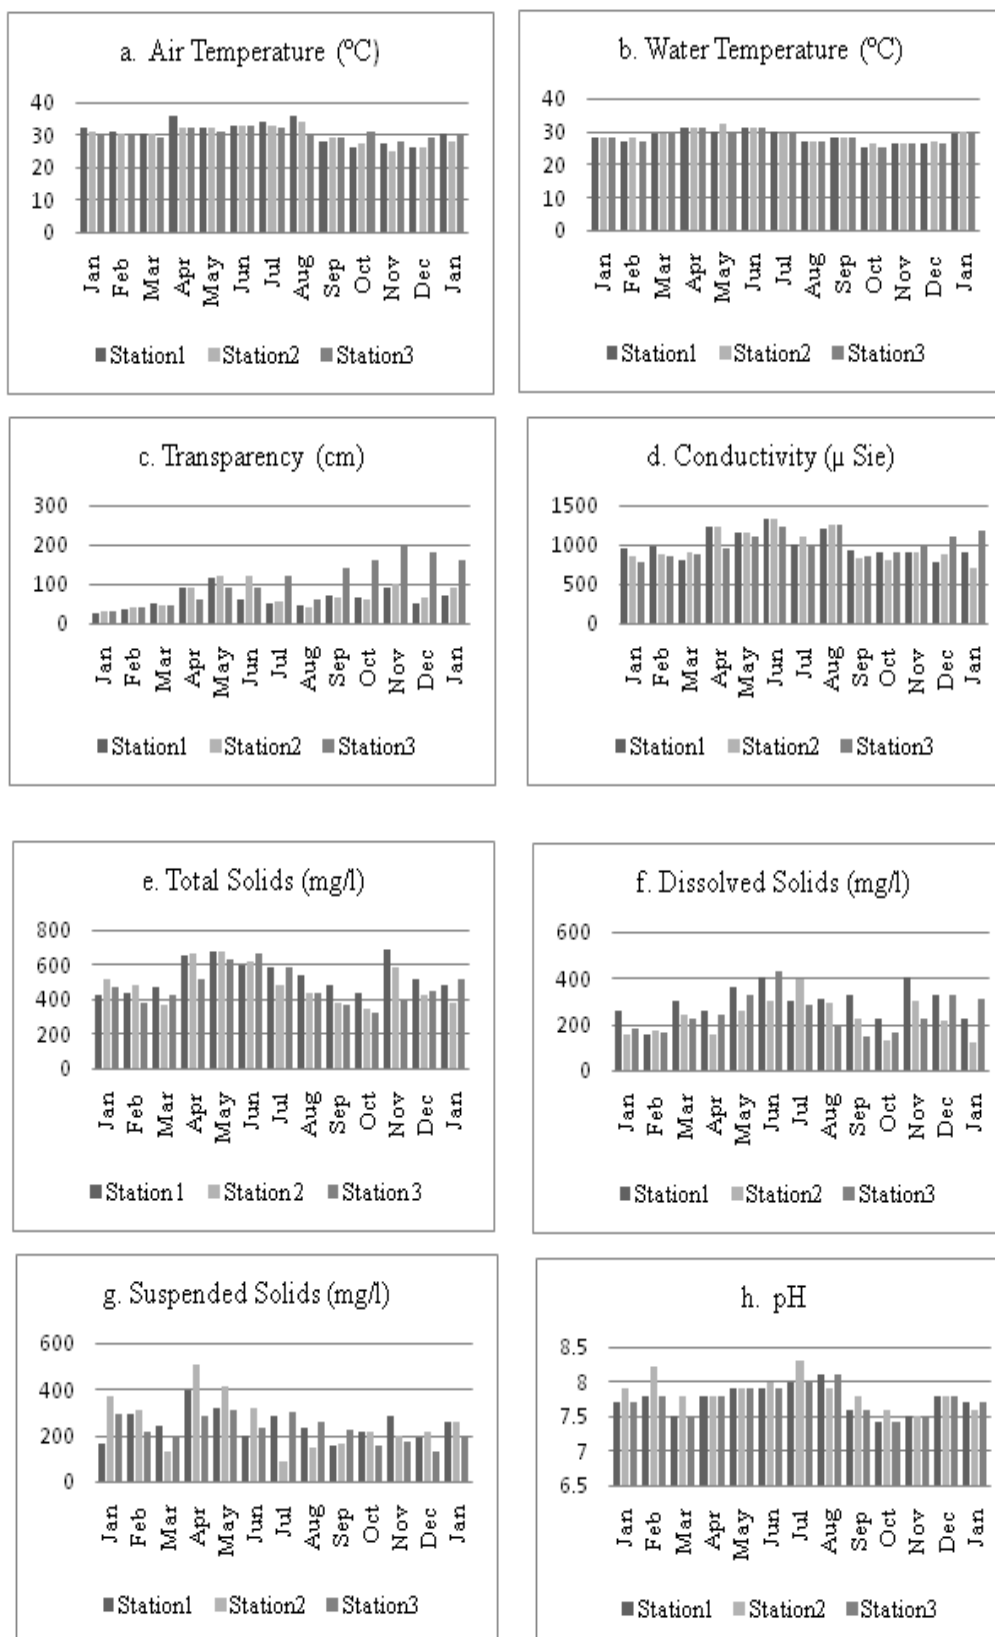 a. Air Temperature (ºC)
40
30
20
10
0
Jan Feb Mar Apr May Jun Jul Aug Sep Oct Nov Dec Jan
Station1 Station2 Station3
b. Water Temperature (ºC)
40
30
20
10
0
Jan Feb Mar Apr May Jun Jul Aug Sep Oct Nov Dec Jan
Station1 Station2 Station3
c. Transparency (cm)
300
200
100
0
Jan Feb Mar Apr May Jun Jul Aug Sep Oct Nov Dec Jan
Station1 Station2 Station3
d. Conductivity (µ Sie)
1500
1000
500
0
Jan Feb Mar Apr May Jun Jul Aug Sep Oct Nov Dec Jan
Station1 Station2 Station3
e. Total Solids (mg/l)
800
600
400
200
0
Jan Feb Mar Apr May Jun Jul Aug Sep Oct Nov Dec Jan
Station1 Station2 Station3
f. Dissolved Solids (mg/l)
600
400
200
0
Jan Feb Mar Apr May Jun Jul Aug Sep Oct Nov Dec Jan
Station1 Station2 Station3
g. Suspended Solids (mg/l)
600
400
200
0
Jan Feb Mar Apr May Jun Jul Aug Sep Oct Nov Dec Jan
Station1 Station2 Station3
h. pH
8.5
8
7.5
7
6.5
Jan Feb Mar Apr May Jun Jul Aug Sep Oct Nov Dec Jan
Station1 Station2 Station3